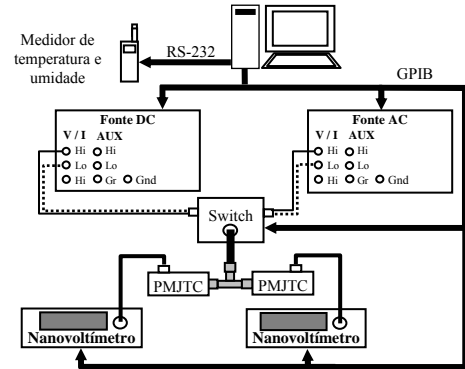 Medidor de
temperatura e
umidade
RS-232
GPIB
Fonte DC
V / I AUX
Hi Hi
Lo Lo
Hi Gr Gnd
Fonte AC
V / I AUX
Hi Hi
Lo Lo
Hi Gr Gnd
Switch
PMJTC
PMJTC
Nanovoltímetro
Nanovoltímetro